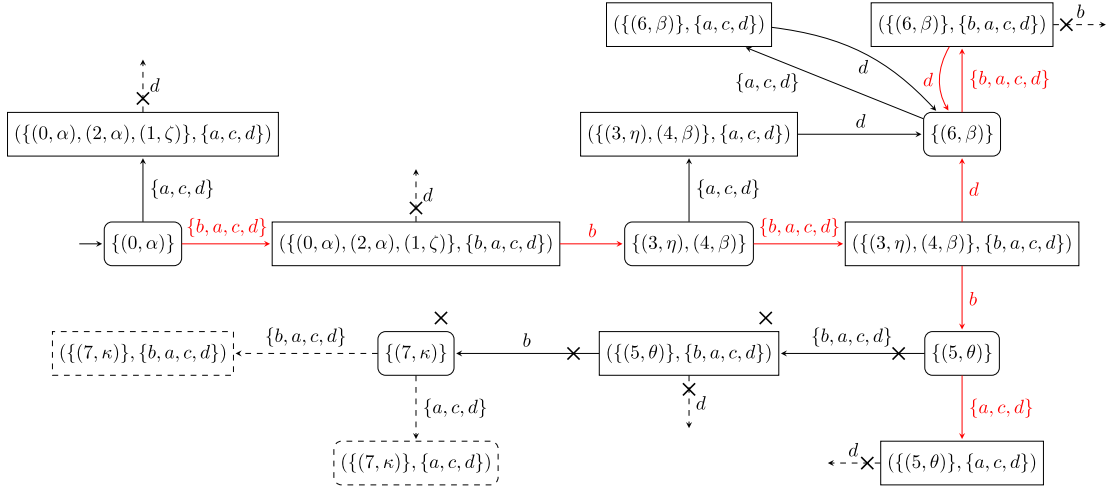 ({(6, β)}, {a, c, d})
({(6, β)}, {b, a, c, d})
b
d
{a, c, d}
d
d
{b, a, c, d}
({(0, α), (2, α), (1, ζ)}, {a, c, d})
({(3, η), (4, β)}, {a, c, d})
d
{(6, β)}
{a, c, d}
d
{a, c, d}
d
{(0, α)}
{b, a, c, d}
({(0, α), (2, α), (1, ζ)}, {b, a, c, d})
b
{(3, η), (4, β)}
{b, a, c, d}
({(3, η), (4, β)}, {b, a, c, d})
b
({(7, κ)}, {b, a, c, d})
{b, a, c, d}
{(7, κ)}
b
({(5, θ)}, {b, a, c, d})
{b, a, c, d}
{(5, θ)}
{a, c, d}
d
{a, c, d}
({(7, κ)}, {a, c, d})
d
({(5, θ)}, {a, c, d})